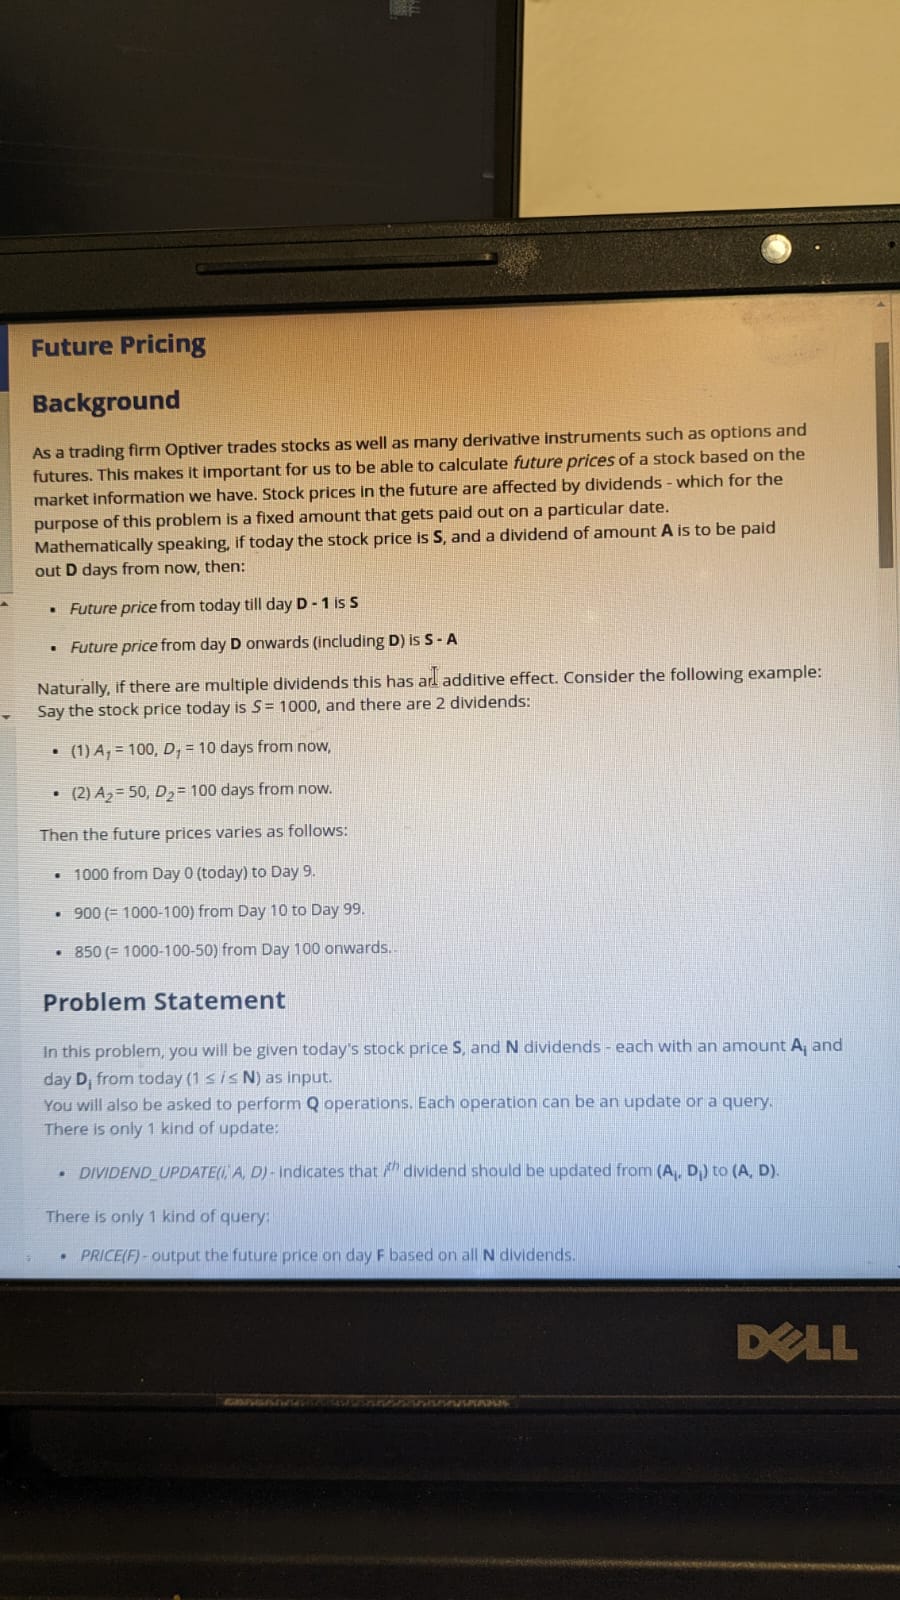 Future Pricing
Background
As a trading firm Optiver trades stocks as well as many derivative instruments such as options and
futures. This makes it important for us to be able to calculate future prices of a stock based on the
market information we have. Stock prices in the future are affected by dividends - which for the
purpose of this problem is a fixed amount that gets paid out on a particular date.
Mathematically speaking, if today the stock price is S, and a dividend of amount A is to be paid
out D days from now, then:
• Future price from today till day D - 1 is S
• Future price from day D onwards (including D) is S - A
Naturally, if there are multiple dividends this has an additive effect. Consider the following example:
Say the stock price today is S = 1000, and there are 2 dividends:
• (1) A₁ = 100, D₁ = 10 days from now,
• (2) A₂ = 50, D₂ = 100 days from now.
Then the future prices varies as follows:
• 1000 from Day 0 (today) to Day 9.
• 900 (= 1000-100) from Day 10 to Day 99.
• 850 (= 1000-100-50) from Day 100 onwards..
Problem Statement
In this problem, you will be given today's stock price S, and N dividends - each with an amount Aᵢ and
day Dᵢ from today (1 ≤ i ≤ N) as input.
You will also be asked to perform Q operations. Each operation can be an update or a query.
There is only 1 kind of update:
• DIVIDEND_UPDATE(i, A, D) - indicates that iᵗʰ dividend should be updated from (Aᵢ, Dᵢ) to (A, D).
There is only 1 kind of query:
• PRICE(F) - output the future price on day F based on all N dividends.
DELL